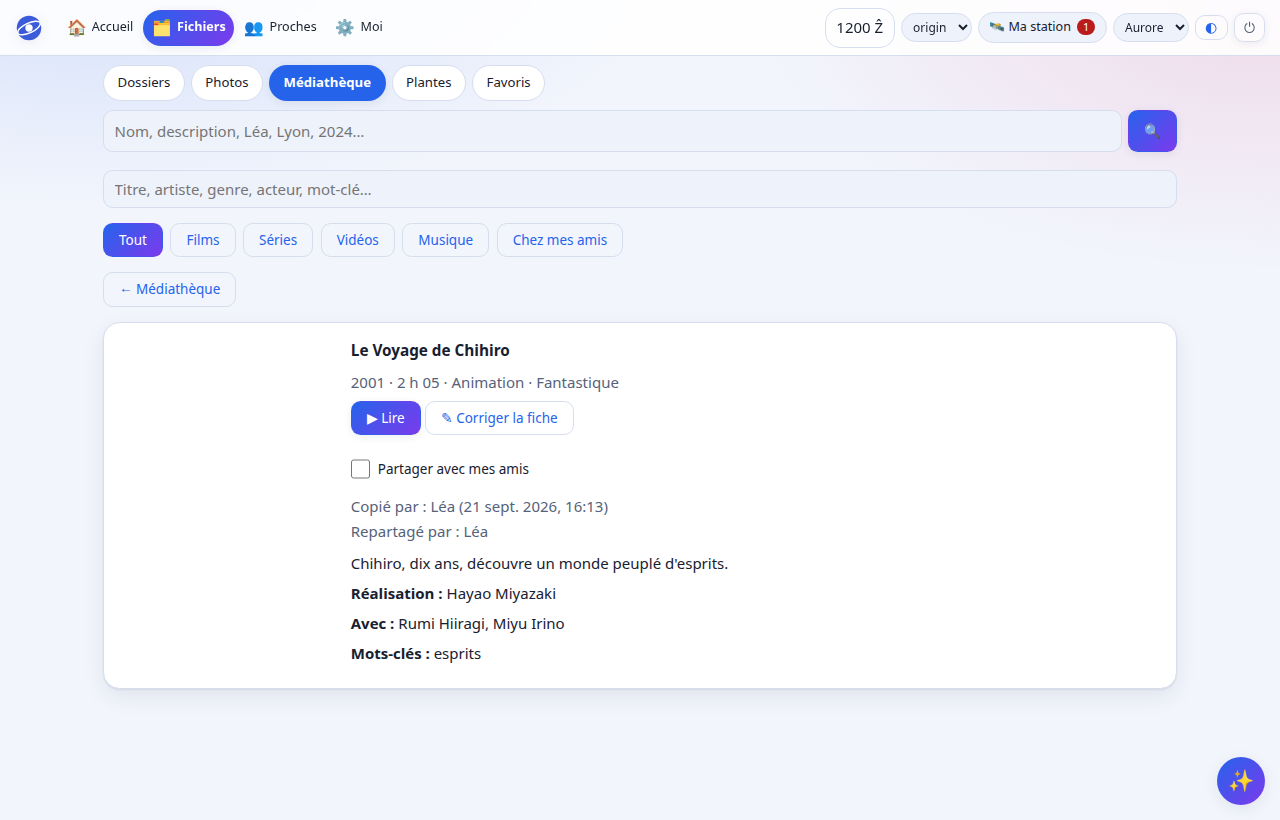 Accueil
Fichiers
Proches
Moi
1200 Ẑ
origin
Ma station 1
Aurore
Dossiers
Photos
Médiathèque
Plantes
Favoris
Nom, description, Léa, Lyon, 2024...
Titre, artiste, genre, acteur, mot-clé...
Tout
Films
Séries
Vidéos
Musique
Chez mes amis
← Médiathèque
Le Voyage de Chihiro
2001 · 2 h 05 · Animation · Fantastique
▶ Lire
✎ Corriger la fiche
Partager avec mes amis
Copié par : Léa (21 sept. 2026, 16:13)
Repartagé par : Léa
Chihiro, dix ans, découvre un monde peuplé d'esprits.
Réalisation : Hayao Miyazaki
Avec : Rumi Hiiragi, Miyu Irino
Mots-clés : esprits